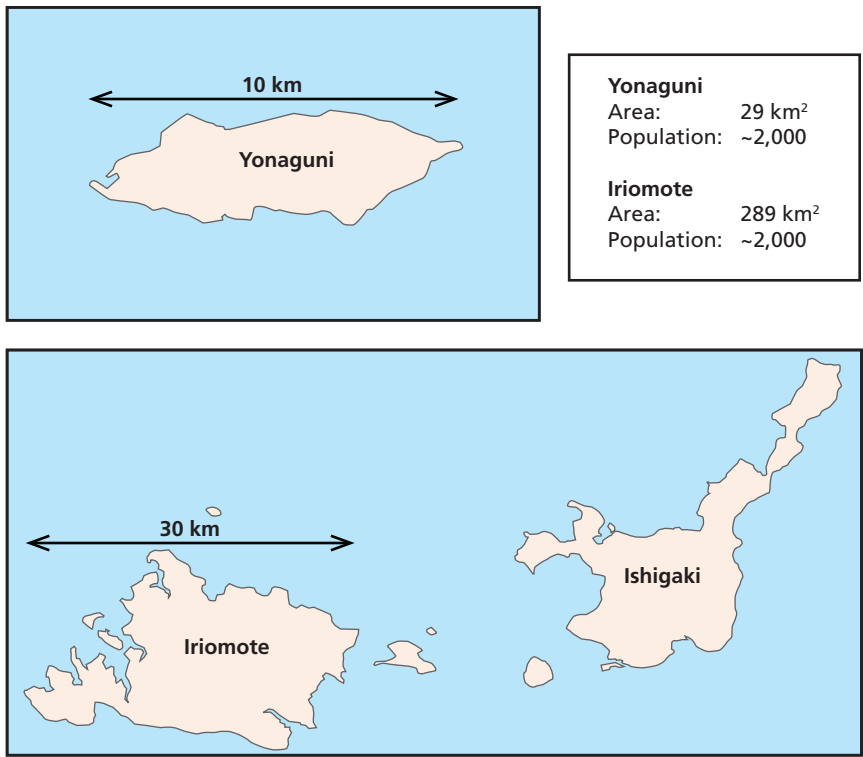 10 km
Yonaguni
Yonaguni
Area: 29 km²
Population: ~2,000
Iriomote
Area: 289 km²
Population: ~2,000
30 km
Ishigaki
Iriomote